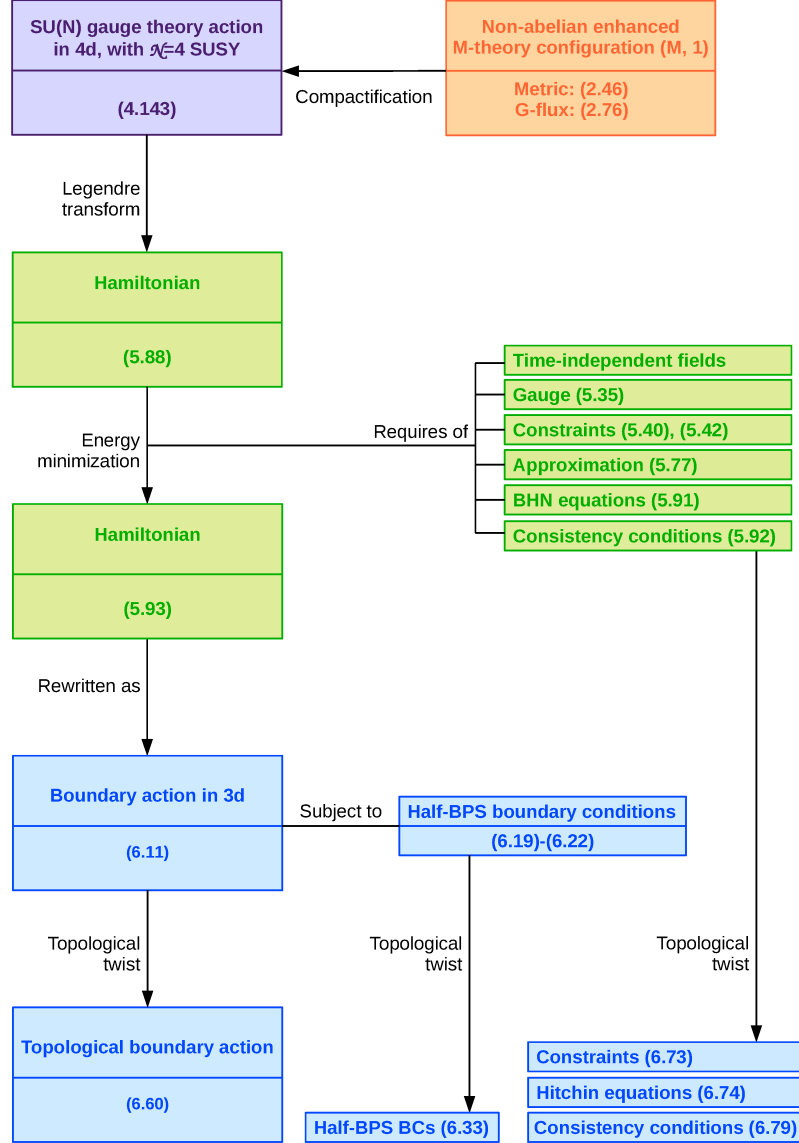 SU(N) gauge theory action
in 4d, with 𝒩=4 SUSY
(4.143)
Non-abelian enhanced
M-theory configuration (M, 1)
Metric: (2.46)
G-flux: (2.76)
Compactification
Legendre
transform
Hamiltonian
(5.88)
Energy
minimization
Requires of
Time-independent fields
Gauge (5.35)
Constraints (5.40), (5.42)
Approximation (5.77)
BHN equations (5.91)
Consistency conditions (5.92)
Hamiltonian
(5.93)
Rewritten as
Boundary action in 3d
(6.11)
Subject to
Half-BPS boundary conditions
(6.19)-(6.22)
Topological
twist
Topological
twist
Topological
twist
Topological boundary action
(6.60)
Half-BPS BCs (6.33)
Constraints (6.73)
Hitchin equations (6.74)
Consistency conditions (6.79)